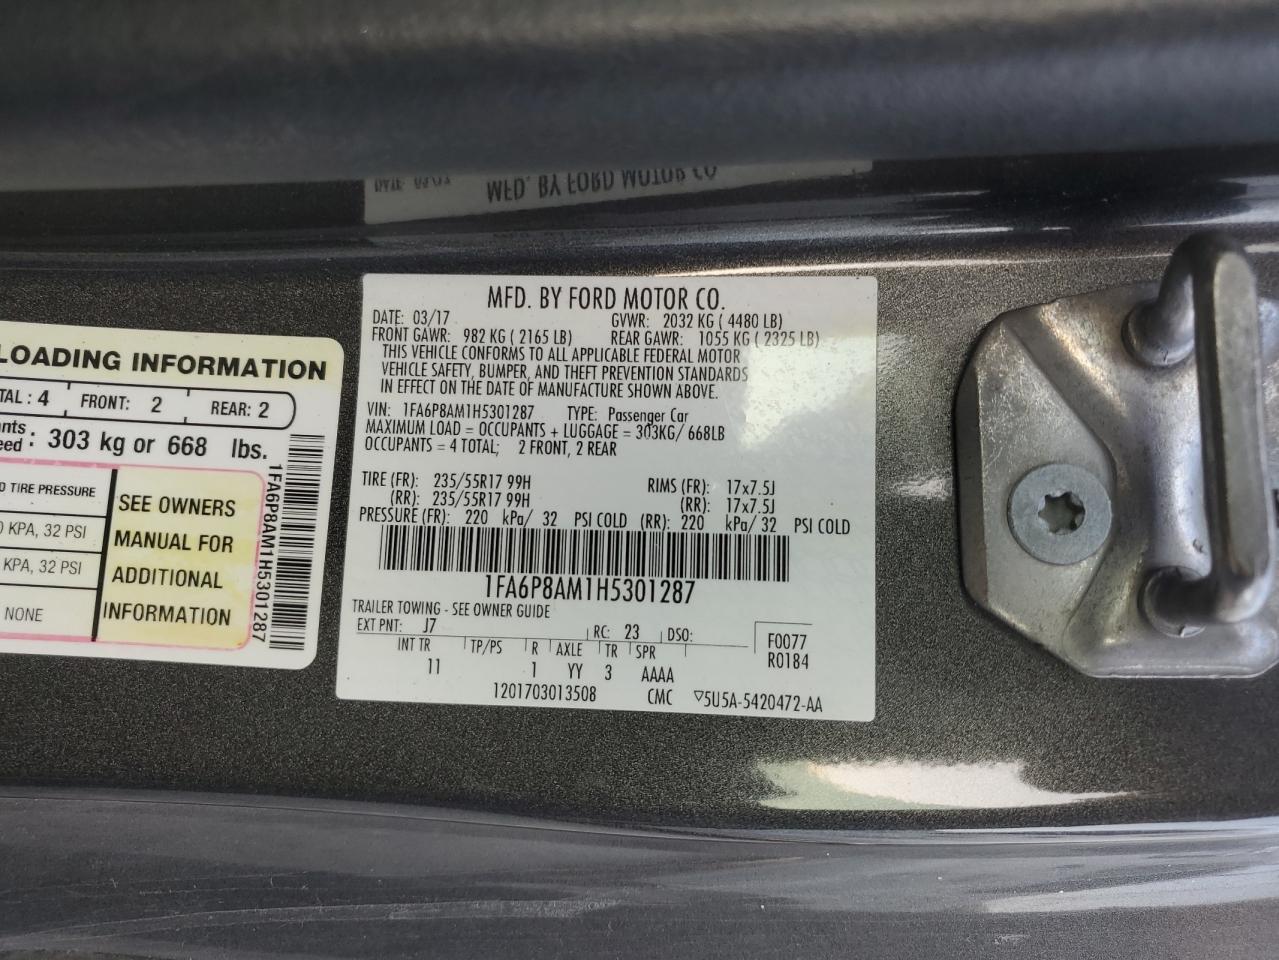 MFD. BY FORD MOTOR CO.
LOADING INFORMATION
TAL : 4 FRONT: 2 REAR: 2
303 kg or 668 lbs.
TIRE PRESSURE
KPA, 32 PSI
KPA, 32 PSI
NONE
SEE OWNERS
MANUAL FOR
ADDITIONAL
INFORMATION
1FA6P8AM1H5301287
MFD. BY FORD MOTOR CO.
DATE: 03/17 GVWR: 2032 KG ( 4480 LB)
FRONT GAWR: 982 KG ( 2165 LB) REAR GAWR: 1055 KG ( 2325 LB)
THIS VEHICLE CONFORMS TO ALL APPLICABLE FEDERAL MOTOR
VEHICLE SAFETY, BUMPER, AND THEFT PREVENTION STANDARDS
IN EFFECT ON THE DATE OF MANUFACTURE SHOWN ABOVE.
VIN: 1FA6P8AM1H5301287 TYPE: Passenger Car
MAXIMUM LOAD = OCCUPANTS + LUGGAGE = 303KG/ 668LB
OCCUPANTS = 4 TOTAL; 2 FRONT, 2 REAR
TIRE (FR): 235/55R17 99H RIMS (FR): 17x7.5J
(RR): 235/55R17 99H (RR): 17x7.5J
PRESSURE (FR): 220 kPa/ 32 PSI COLD (RR): 220 kPa/ 32 PSI COLD
1FA6P8AM1H5301287
TRAILER TOWING - SEE OWNER GUIDE
EXT PNT: J7 RC: 23 DSO: F0077
INT TR TP/PS R AXLE TR SPR R0184
11 1 YY 3 AAAA
1201703013508 CMC ▽5U5A-5420472-AA